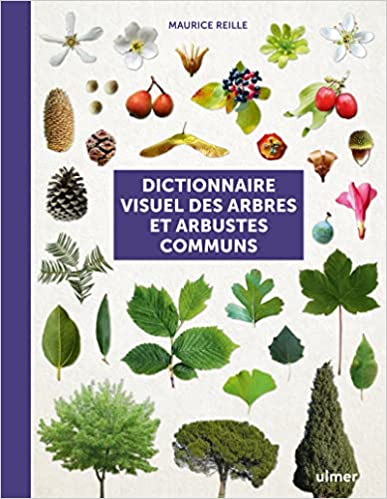 MAURICE REILLE
DICTIONNAIRE
VISUEL DES ARBRES
ET ARBUSTES
COMMUNS
ulmer